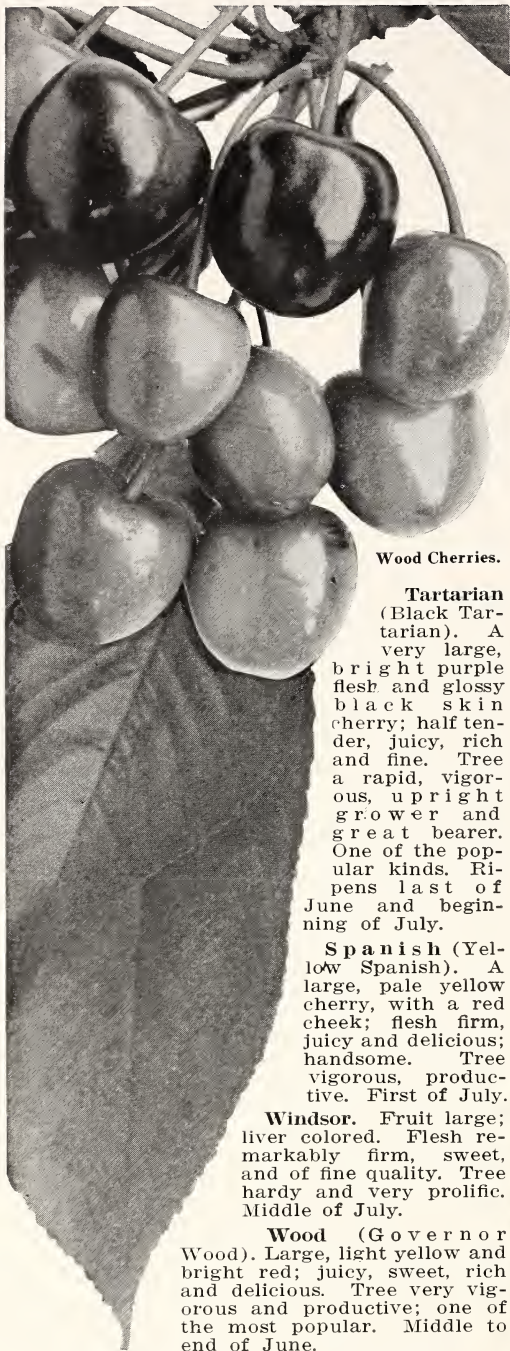 Wood Cherries.
Tartarian
(Black Tar-
tarian). A
very large,
bright purple
flesh and glossy
black skin
cherry; half ten-
der, juicy, rich
and fine. Tree
a rapid, vigor-
ous, upright
grower and
great bearer.
One of the pop-
ular kinds. Ri-
pens last of
June and begin-
ning of July.
Spanish (Yel-
low Spanish). A
large, pale yellow
cherry, with a red
cheek; flesh firm,
juicy and delicious;
handsome. Tree
vigorous, produc-
tive. First of July.
Windsor. Fruit large;
liver colored. Flesh re-
markably firm, sweet,
and of fine quality. Tree
hardy and very prolific.
Middle of July.
Wood (Governor
Wood). Large, light yellow and
bright red; juicy, sweet, rich
and delicious. Tree very vig-
orous and productive; one of
the most popular. Middle to
end of June.